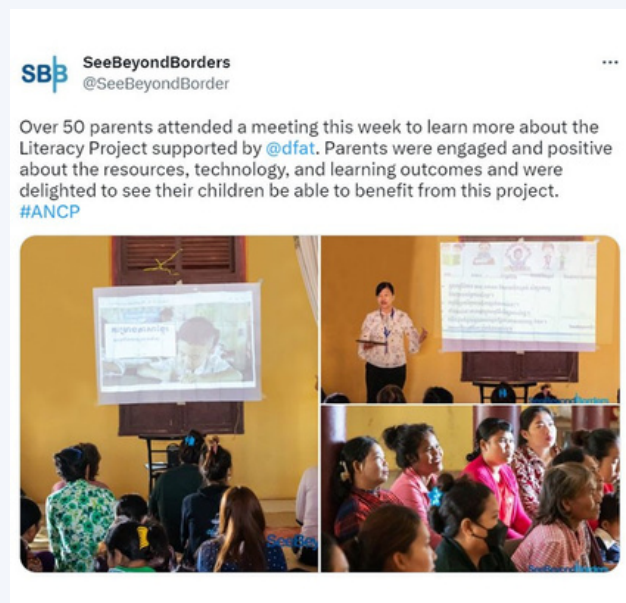 SBB
SeeBeyondBorders
@SeeBeyondBorder
Over 50 parents attended a meeting this week to learn more about the
Literacy Project supported by @dfat. Parents were engaged and positive
about the resources, technology, and learning outcomes and were
delighted to see their children be able to benefit from this project.
#ANCP
SeeBeyondBorders
SeeBeyondBorders